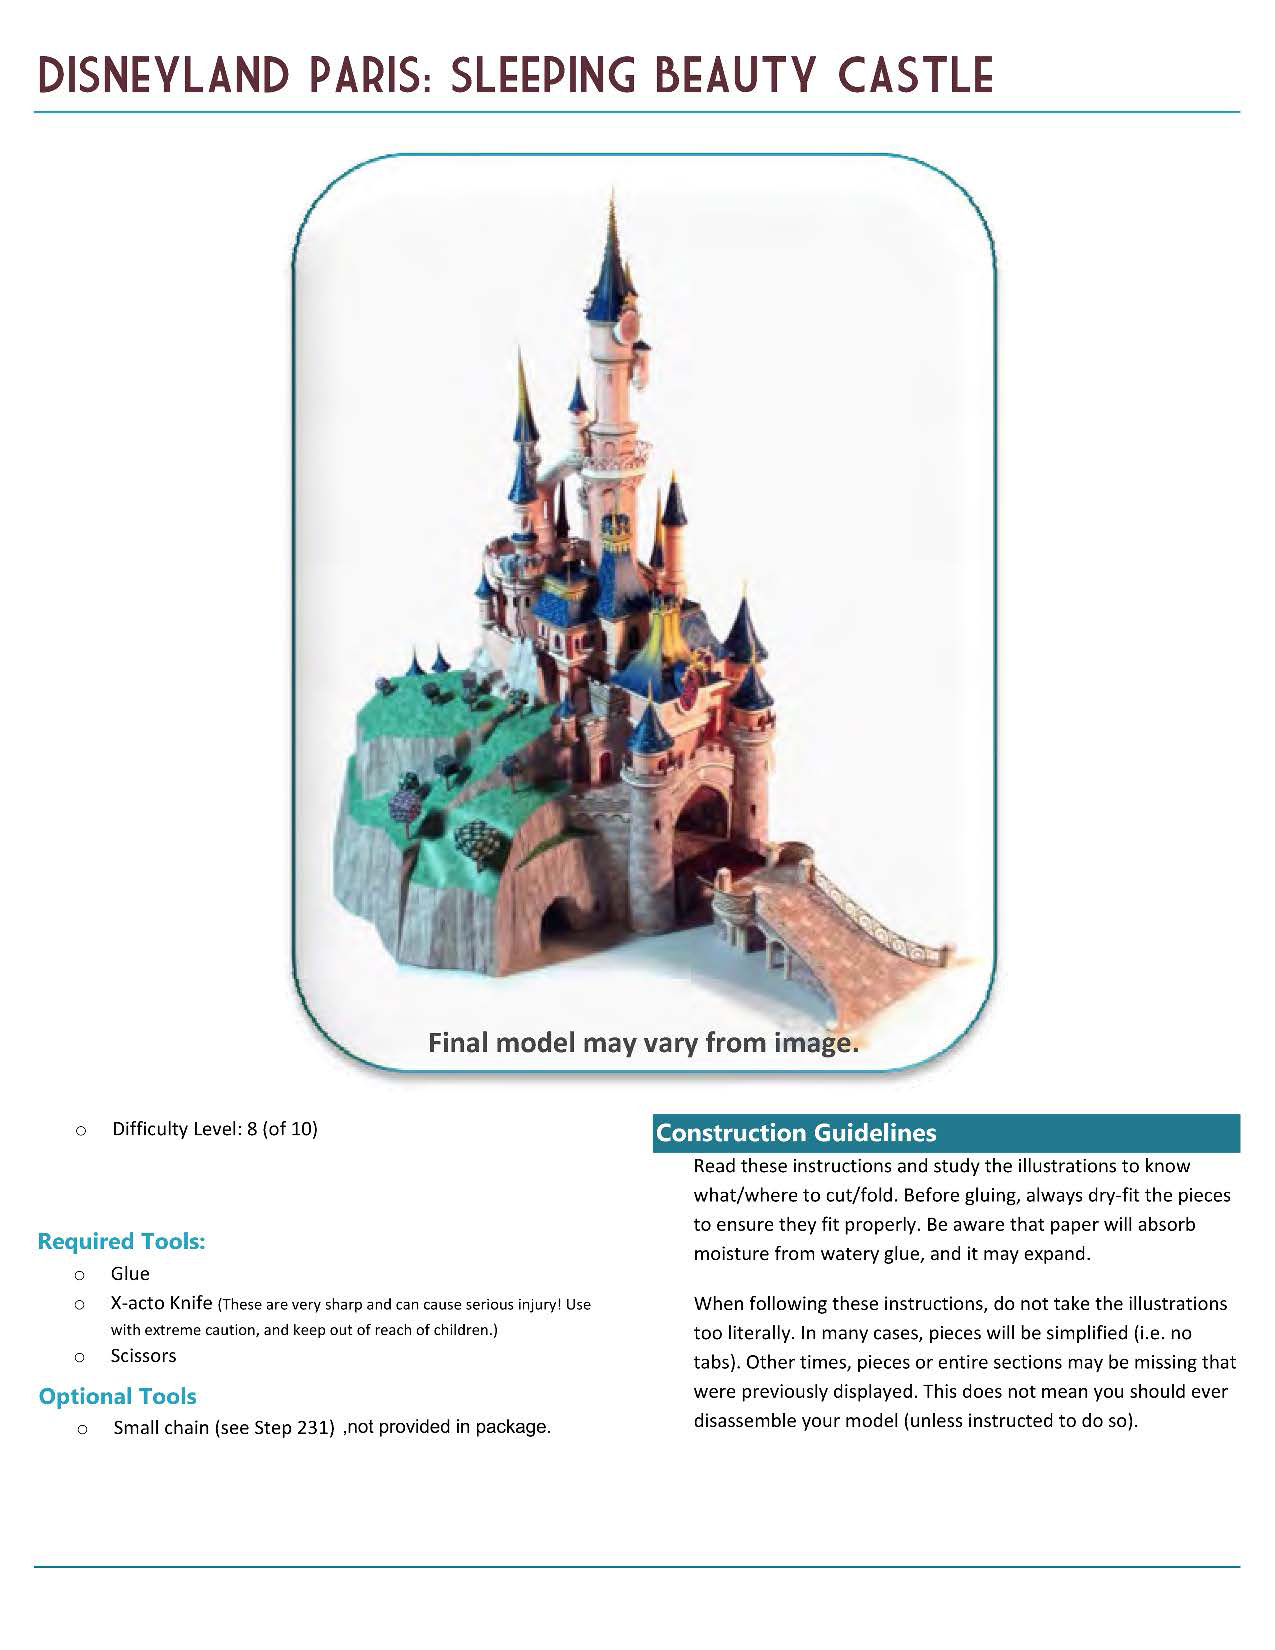 DISNEYLAND PARIS: SLEEPING BEAUTY CASTLE
Final model may vary from image.
o Difficulty Level: 8 (of 10)
Required Tools:
o Glue
o X-acto Knife (These are very sharp and can cause serious injury! Use
with extreme caution, and keep out of reach of children.)
o Scissors
Optional Tools
o Small chain (see Step 231) ,not provided in package.
Construction Guidelines
Read these instructions and study the illustrations to know
what/where to cut/fold. Before gluing, always dry-fit the pieces
to ensure they fit properly. Be aware that paper will absorb
moisture from watery glue, and it may expand.
When following these instructions, do not take the illustrations
too literally. In many cases, pieces will be simplified (i.e. no
tabs). Other times, pieces or entire sections may be missing that
were previously displayed. This does not mean you should ever
disassemble your model (unless instructed to do so).